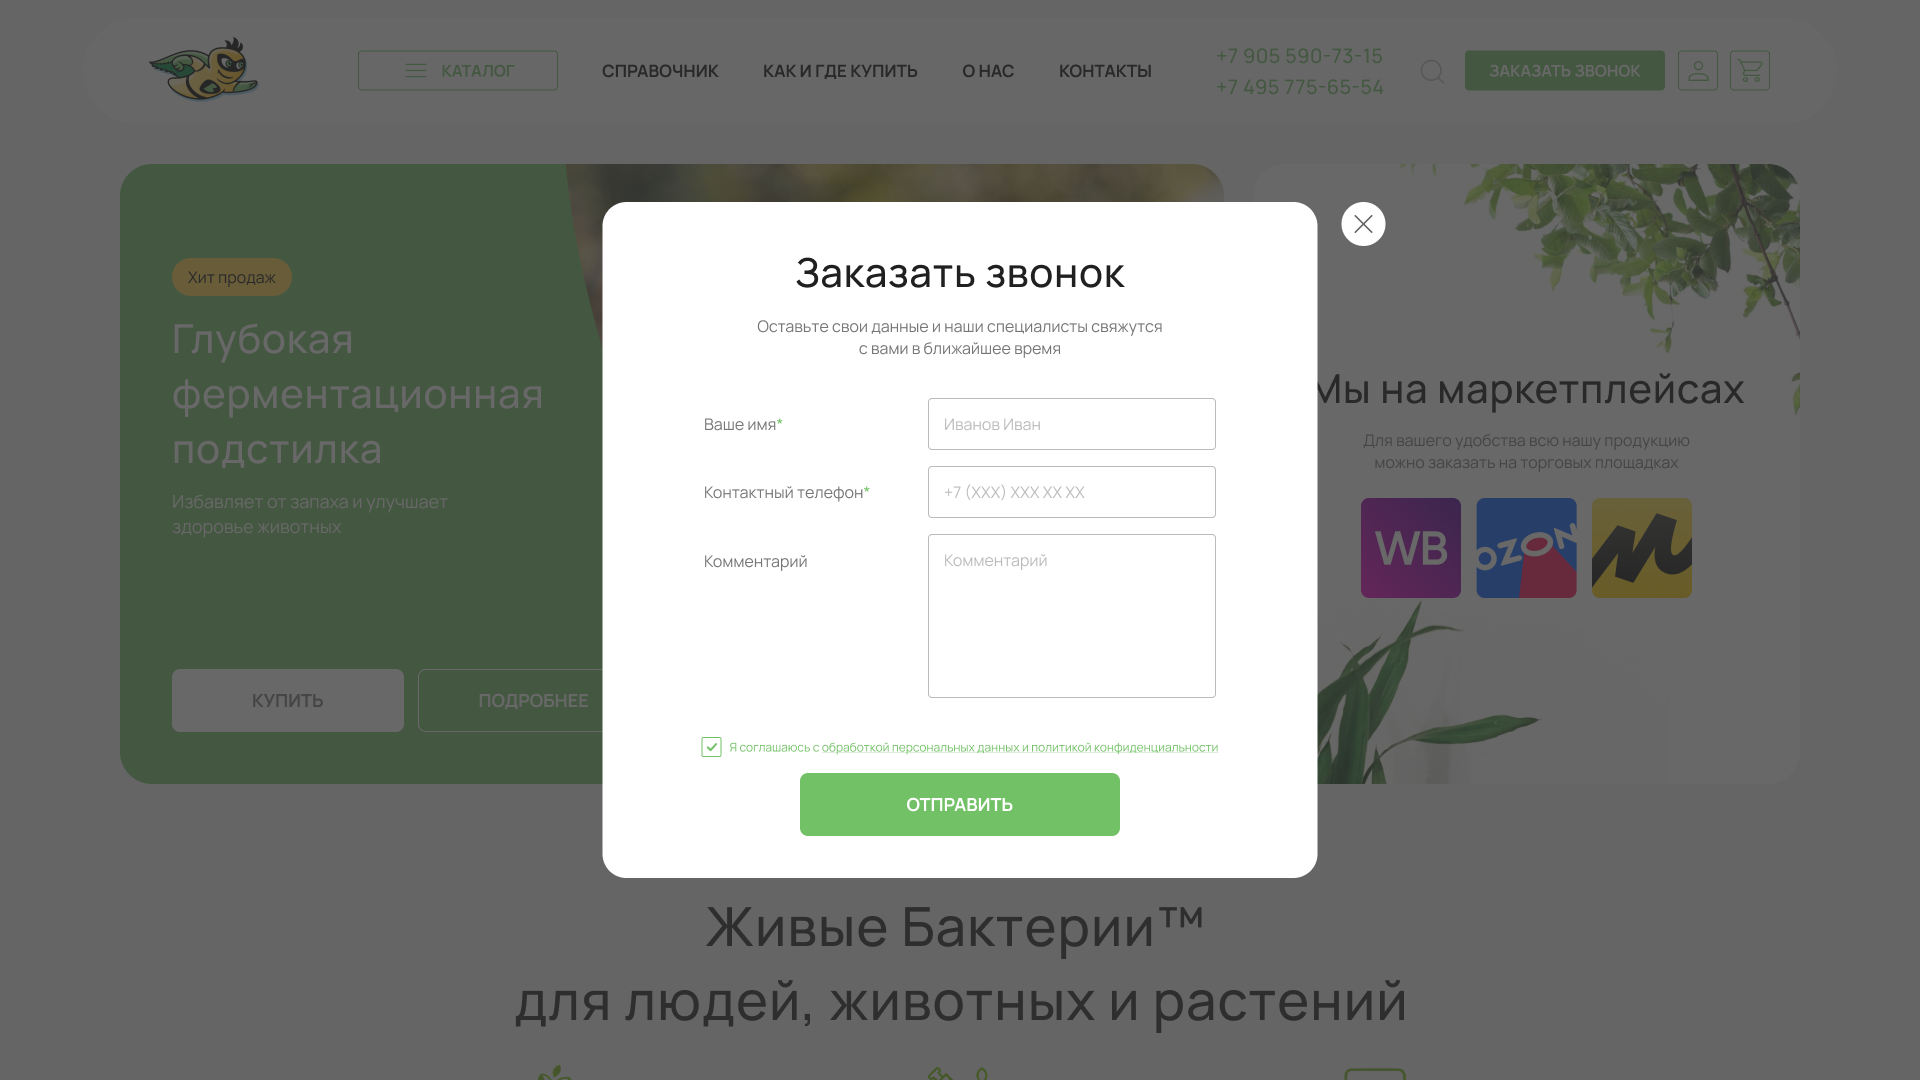 КАТАЛОГ
СПРАВОЧНИК
КАК И ГДЕ КУПИТЬ
О НАС
КОНТАКТЫ
+7 905 590-73-15
+7 495 775-65-54
ЗАКАЗАТЬ ЗВОНОК
Хит продаж
Глубокая
ферментационная
подстилка
Избавляет от запаха и улучшает
здоровье животных
КУПИТЬ
ПОДРОБНЕЕ
Заказать звонок
Оставьте свои данные и наши специалисты свяжутся
с вами в ближайшее время
Ваше имя*
Иванов Иван
Контактный телефон*
+7 (XXX) XXX XX XX
Комментарий
Комментарий
Я соглашаюсь с обработкой персональных данных и политикой конфиденциальности
ОТПРАВИТЬ
Мы на маркетплейсах
Для вашего удобства всю нашу продукцию
можно заказать на торговых площадках
WB
OZON
Живые Бактерии™
для людей, животных и растений